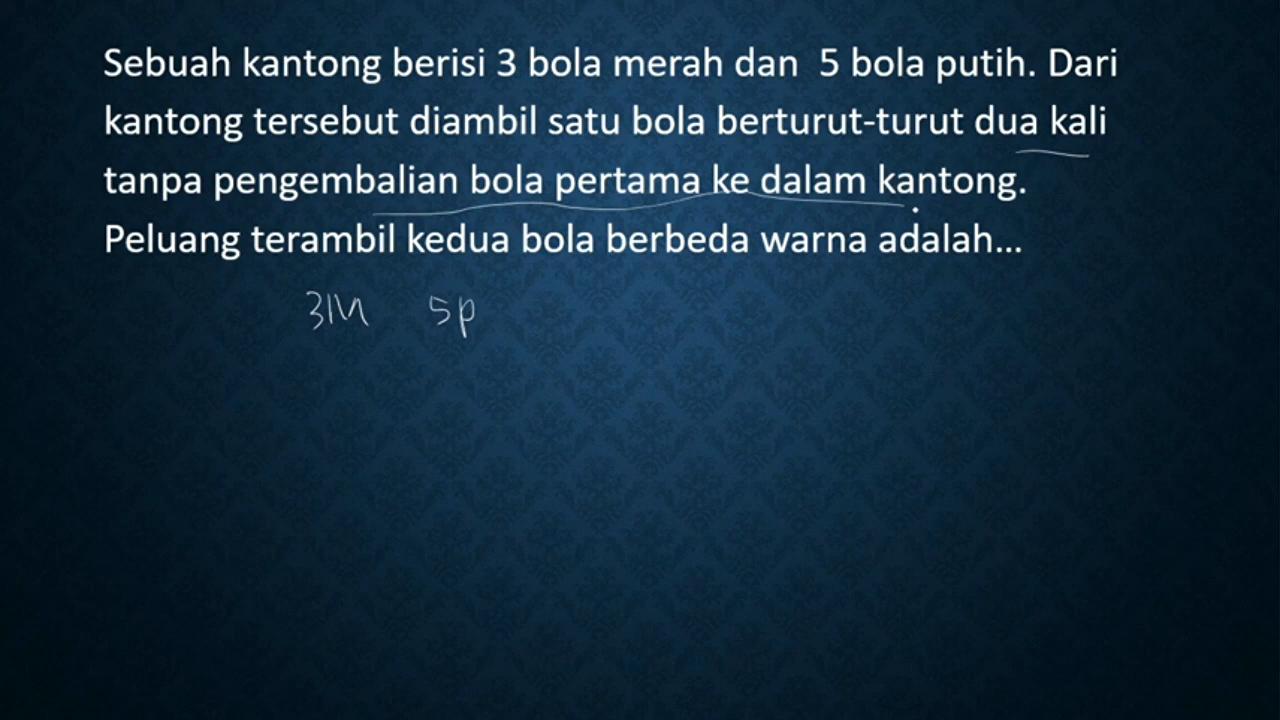 Sebuah kantong berisi 3 bola merah dan 5 bola putih. Dari
kantong tersebut diambil satu bola berturut-turut dua kali
tanpa pengembalian bola pertama ke dalam kantong.
Peluang terambil kedua bola berbeda warna adalah...
3M 5p